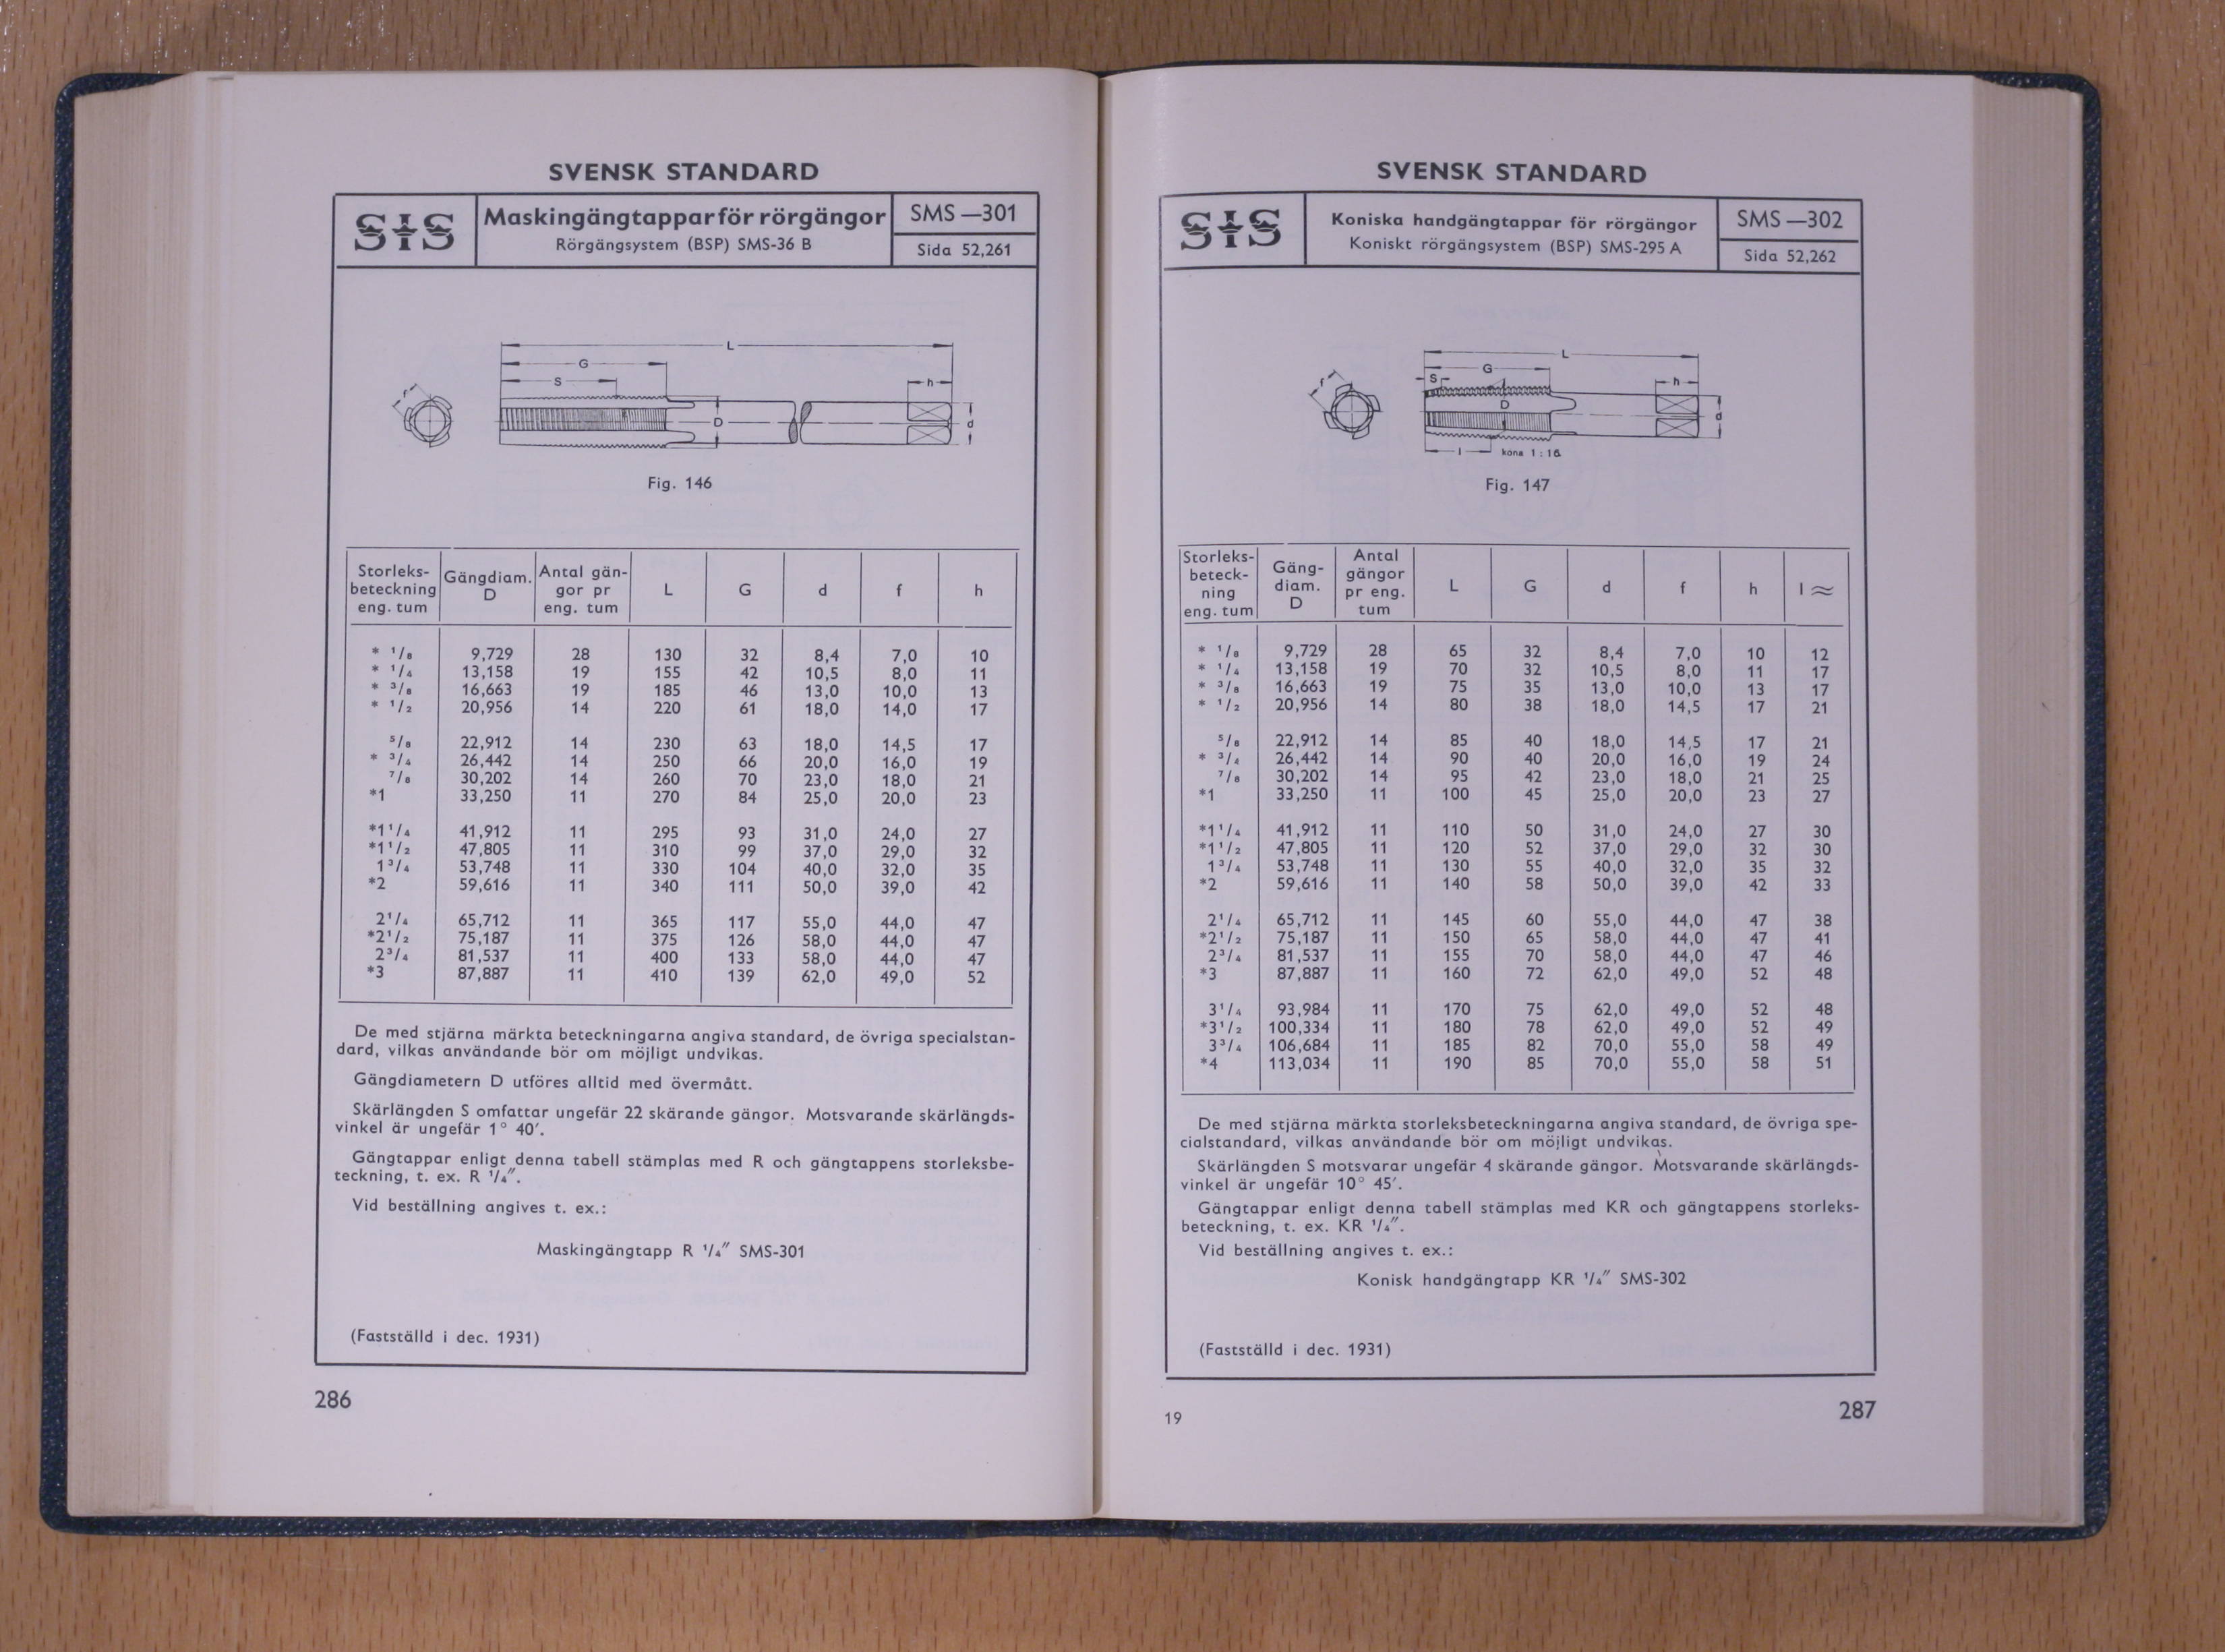 SVENSK STANDARD
SIS
Maskingängtappar för rörgängor
Rörgängsystem (BSP) SMS-36 B
SMS—301
Sida 52,261
L
G
S
h
f
D
d
Fig. 146
Storleks-beteckning eng. tum | Gängdiam. D | Antal gän-gor pr eng. tum | L | G | d | f | h
* 1/8 9,729 28 130 32 8,4 7,0 10
* 1/4 13,158 19 155 42 10,5 8,0 11
* 3/8 16,663 19 185 46 13,0 10,0 13
* 1/2 20,956 14 220 61 18,0 14,0 17
5/8 22,912 14 230 63 18,0 14,5 17
* 3/4 26,442 14 250 66 20,0 16,0 19
7/8 30,202 14 260 70 23,0 18,0 21
*1 33,250 11 270 84 25,0 20,0 23
*1 1/4 41,912 11 295 93 31,0 24,0 27
*1 1/2 47,805 11 310 99 37,0 29,0 32
1 3/4 53,748 11 330 104 40,0 32,0 35
*2 59,616 11 340 111 50,0 39,0 42
2 1/4 65,712 11 365 117 55,0 44,0 47
*2 1/2 75,187 11 375 126 58,0 44,0 47
2 3/4 81,537 11 400 133 58,0 44,0 47
*3 87,887 11 410 139 62,0 49,0 52
De med stjärna märkta beteckningarna angiva standard, de övriga specialstan-
dard, vilkas användande bör om möjligt undvikas.
Gängdiametern D utföres alltid med övermått.
Skärlängden S omfattar ungefär 22 skärande gängor. Motsvarande skärlängds-
vinkel är ungefär 1° 40′.
Gängtappar enligt denna tabell stämplas med R och gängtappens storleksbe-
teckning, t. ex. R 1/4″.
Vid beställning angives t. ex.:
Maskingängtapp R 1/4″ SMS-301
(Fastställd i dec. 1931)
286
SVENSK STANDARD
SIS
Koniska handgängtappar för rörgängor
Koniskt rörgängsystem (BSP) SMS-295 A
SMS—302
Sida 52,262
L
G
S
h
f
D
d
l
kona 1:16
Fig. 147
Storleks-beteck-ning eng. tum | Gäng-diam. D | Antal gängor pr eng. tum | L | G | d | f | h | l ≈
* 1/8 9,729 28 65 32 8,4 7,0 10 12
* 1/4 13,158 19 70 32 10,5 8,0 11 17
* 3/8 16,663 19 75 35 13,0 10,0 13 17
* 1/2 20,956 14 80 38 18,0 14,5 17 21
5/8 22,912 14 85 40 18,0 14,5 17 21
* 3/4 26,442 14 90 40 20,0 16,0 19 24
7/8 30,202 14 95 42 23,0 18,0 21 25
*1 33,250 11 100 45 25,0 20,0 23 27
*1 1/4 41,912 11 110 50 31,0 24,0 27 30
*1 1/2 47,805 11 120 52 37,0 29,0 32 30
1 3/4 53,748 11 130 55 40,0 32,0 35 32
*2 59,616 11 140 58 50,0 39,0 42 33
2 1/4 65,712 11 145 60 55,0 44,0 47 38
*2 1/2 75,187 11 150 65 58,0 44,0 47 41
2 3/4 81,537 11 155 70 58,0 44,0 47 46
*3 87,887 11 160 72 62,0 49,0 52 48
3 1/4 93,984 11 170 75 62,0 49,0 52 48
*3 1/2 100,334 11 180 78 62,0 49,0 52 49
3 3/4 106,684 11 185 82 70,0 55,0 58 49
*4 113,034 11 190 85 70,0 55,0 58 51
De med stjärna märkta storleksbeteckningarna angiva standard, de övriga spe-
cialstandard, vilkas användande bör om möjligt undvikas.
Skärlängden S motsvarar ungefär 4 skärande gängor. Motsvarande skärlängds-
vinkel är ungefär 10° 45′.
Gängtappar enligt denna tabell stämplas med KR och gängtappens storleks-
beteckning, t. ex. KR 1/4″.
Vid beställning angives t. ex.:
Konisk handgängtapp KR 1/4″ SMS-302
(Fastställd i dec. 1931)
19
287